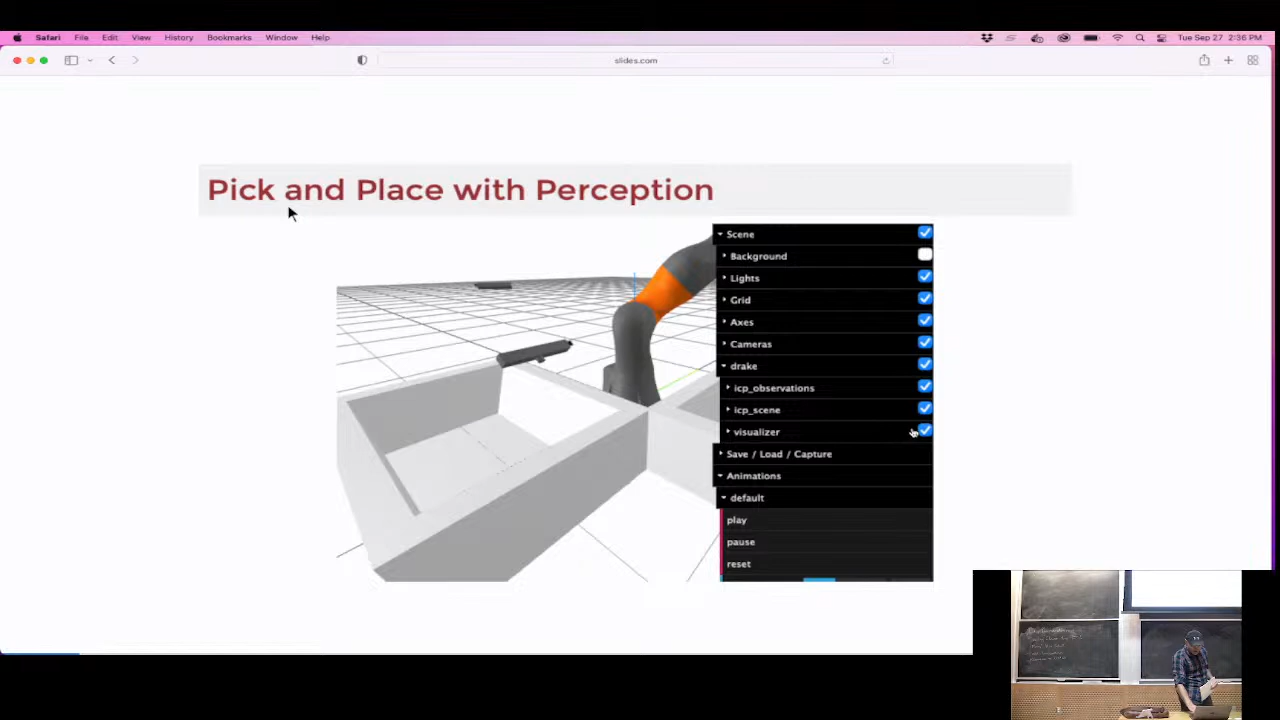 Safari File Edit View History Bookmarks Window Help Tue Sep 27 2:36 PM
slides.com
Pick and Place with Perception
Scene
Background
Lights
Grid
Axes
Cameras
drake
icp_observations
icp_scene
visualizer
Save / Load / Capture
Animations
default
play
pause
reset